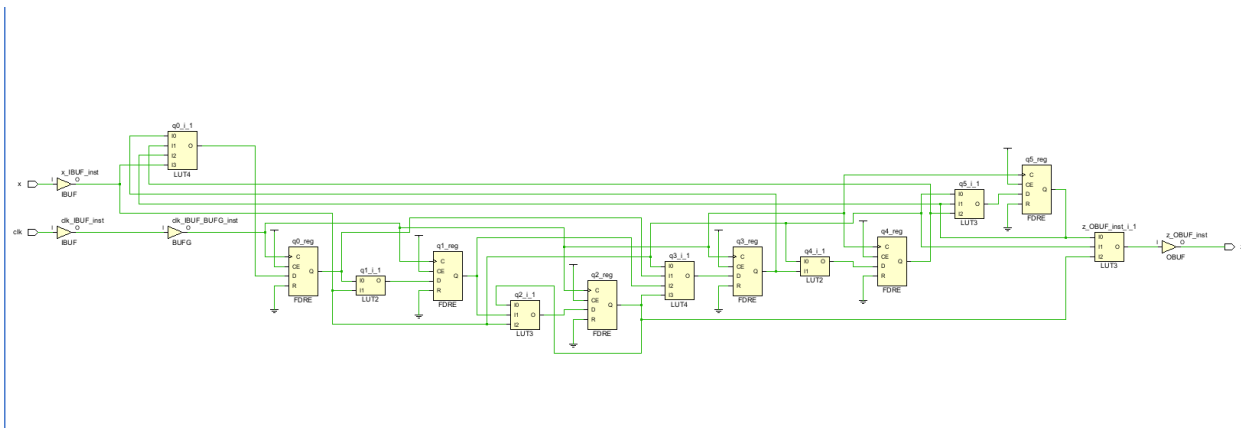 q0_i_1
I0
I1
I2
I3
O
LUT4
x
I
x_IBUF_inst
O
IBUF
clk
I
clk_IBUF_inst
O
IBUF
I
clk_IBUF_BUFG_inst
O
BUFG
q0_reg
C
CE
D
R
Q
FDRE
q1_i_1
I0
I1
O
LUT2
q1_reg
C
CE
D
R
Q
FDRE
q2_i_1
I0
I1
I2
O
LUT3
q2_reg
C
CE
D
R
Q
FDRE
q3_i_1
I0
I1
I2
I3
O
LUT4
q3_reg
C
CE
D
R
Q
FDRE
q4_i_1
I0
I1
O
LUT2
q4_reg
C
CE
D
R
Q
FDRE
q5_i_1
I0
I1
I2
O
LUT3
q5_reg
C
CE
D
R
Q
FDRE
z_OBUF_inst_i_1
I0
I1
I2
O
LUT3
I
z_OBUF_inst
O
OBUF